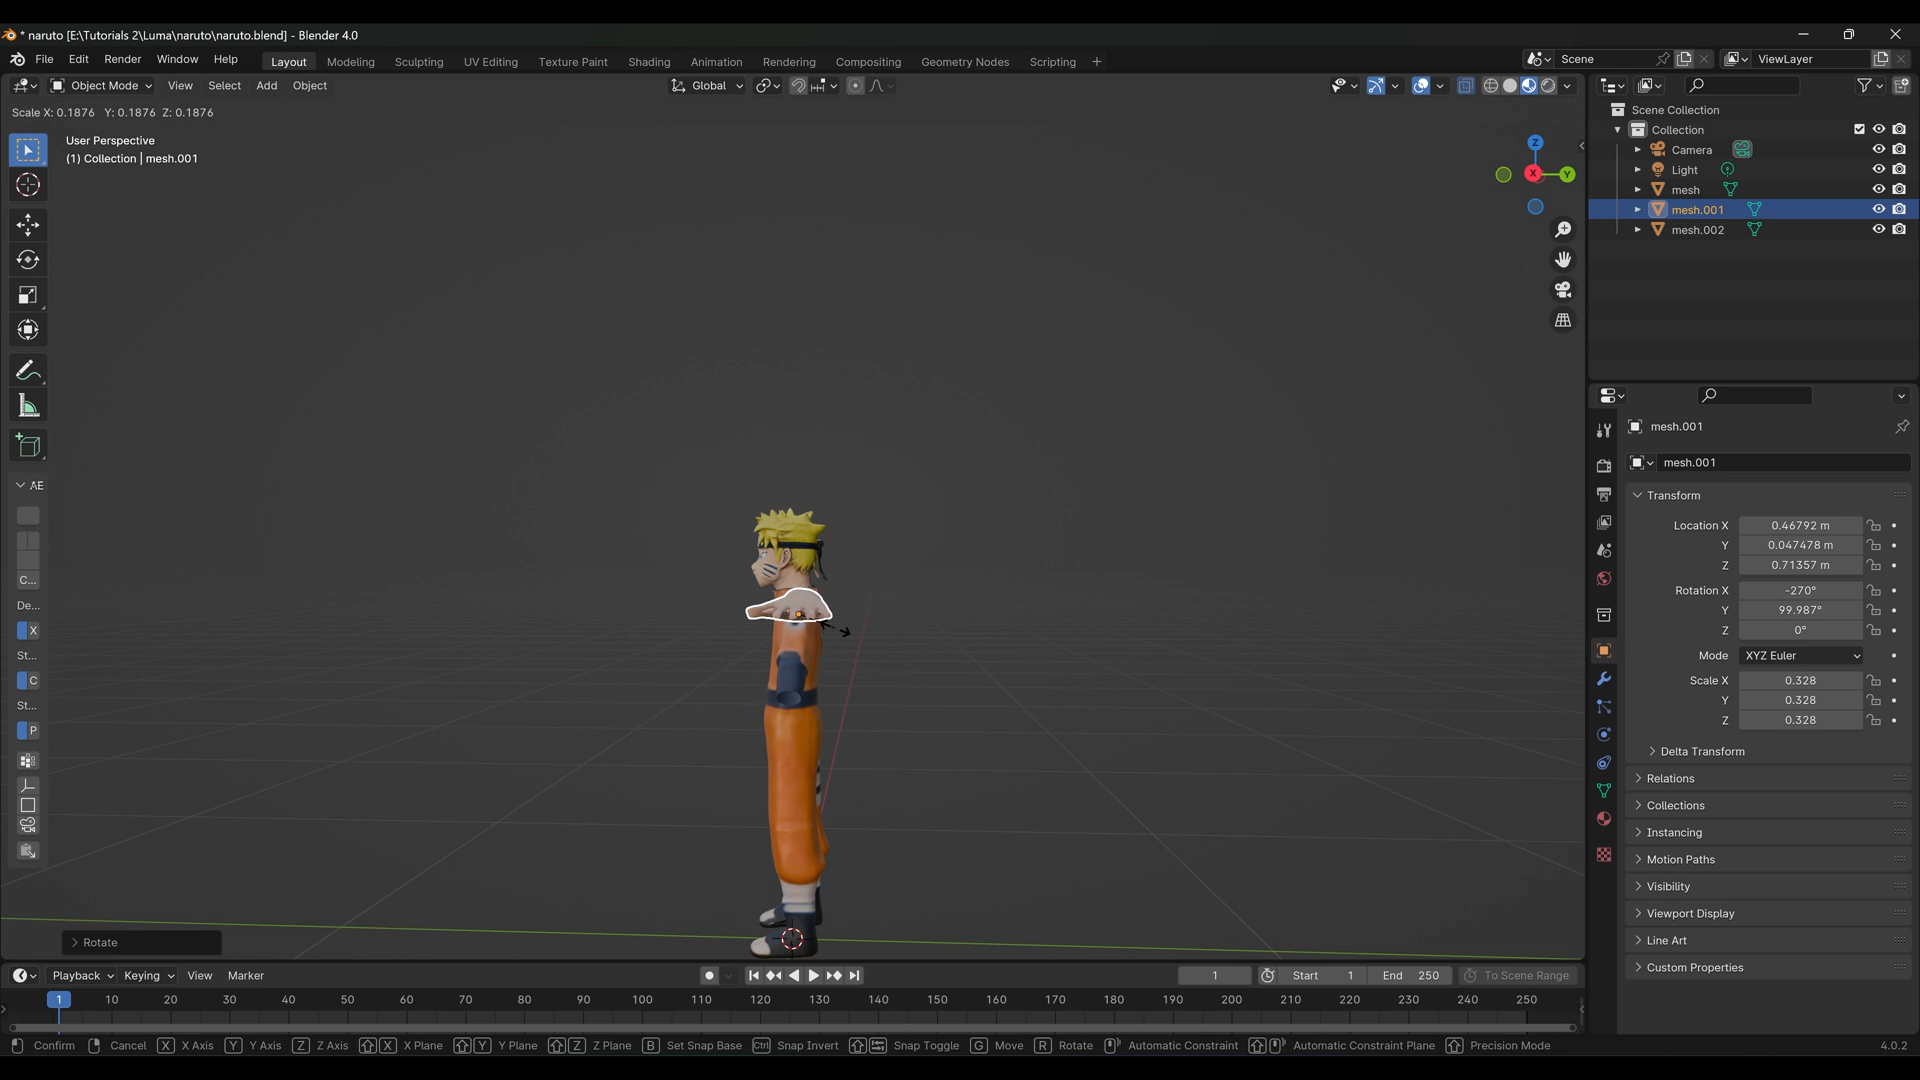 * naruto [E:\Tutorials 2\Luma\naruto\naruto.blend] - Blender 4.0
File Edit Render Window Help Layout Modeling Sculpting UV Editing Texture Paint Shading Animation Rendering Compositing Geometry Nodes Scripting + Scene ViewLayer
Object Mode View Select Add Object Global
Scale X: 0.1876 Y: 0.1876 Z: 0.1876
User Perspective
(1) Collection | mesh.001
Z
X
Y
AE
C...
De...
X
St...
C
St...
P
Rotate
Scene Collection
Collection
Camera
Light
mesh
mesh.001
mesh.002
mesh.001
mesh.001
Transform
Location X 0.46792 m
Y 0.047478 m
Z 0.71357 m
Rotation X -270°
Y 99.987°
Z 0°
Mode XYZ Euler
Scale X 0.328
Y 0.328
Z 0.328
Delta Transform
Relations
Collections
Instancing
Motion Paths
Visibility
Viewport Display
Line Art
Custom Properties
Playback Keying View Marker 1 Start 1 End 250 To Scene Range
1 10 20 30 40 50 60 70 80 90 100 110 120 130 140 150 160 170 180 190 200 210 220 230 240 250
Confirm Cancel X X Axis Y Y Axis Z Z Axis X X Plane Y Y Plane Z Z Plane B Set Snap Base Ctrl Snap Invert Snap Toggle G Move R Rotate Automatic Constraint Automatic Constraint Plane Precision Mode 4.0.2